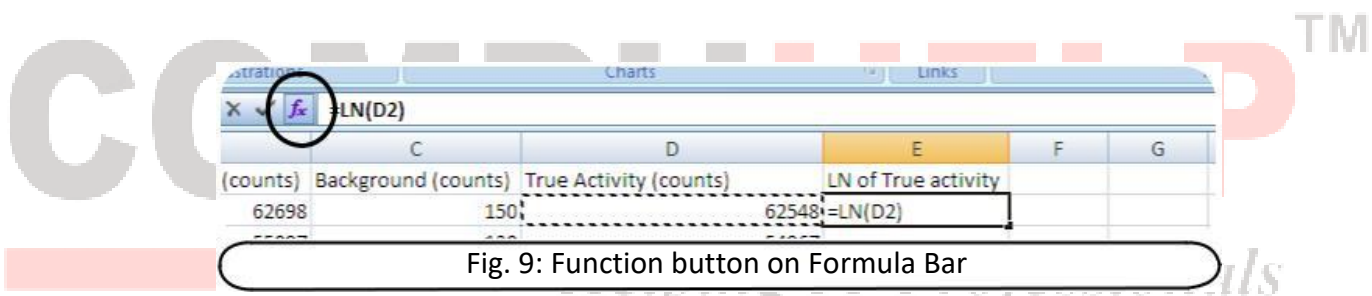 TM
Charts Links
fx =LN(D2)
C D E F G
(counts) Background (counts) True Activity (counts) LN of True activity
62698 150 62548 =LN(D2)
Fig. 9: Function button on Formula Bar